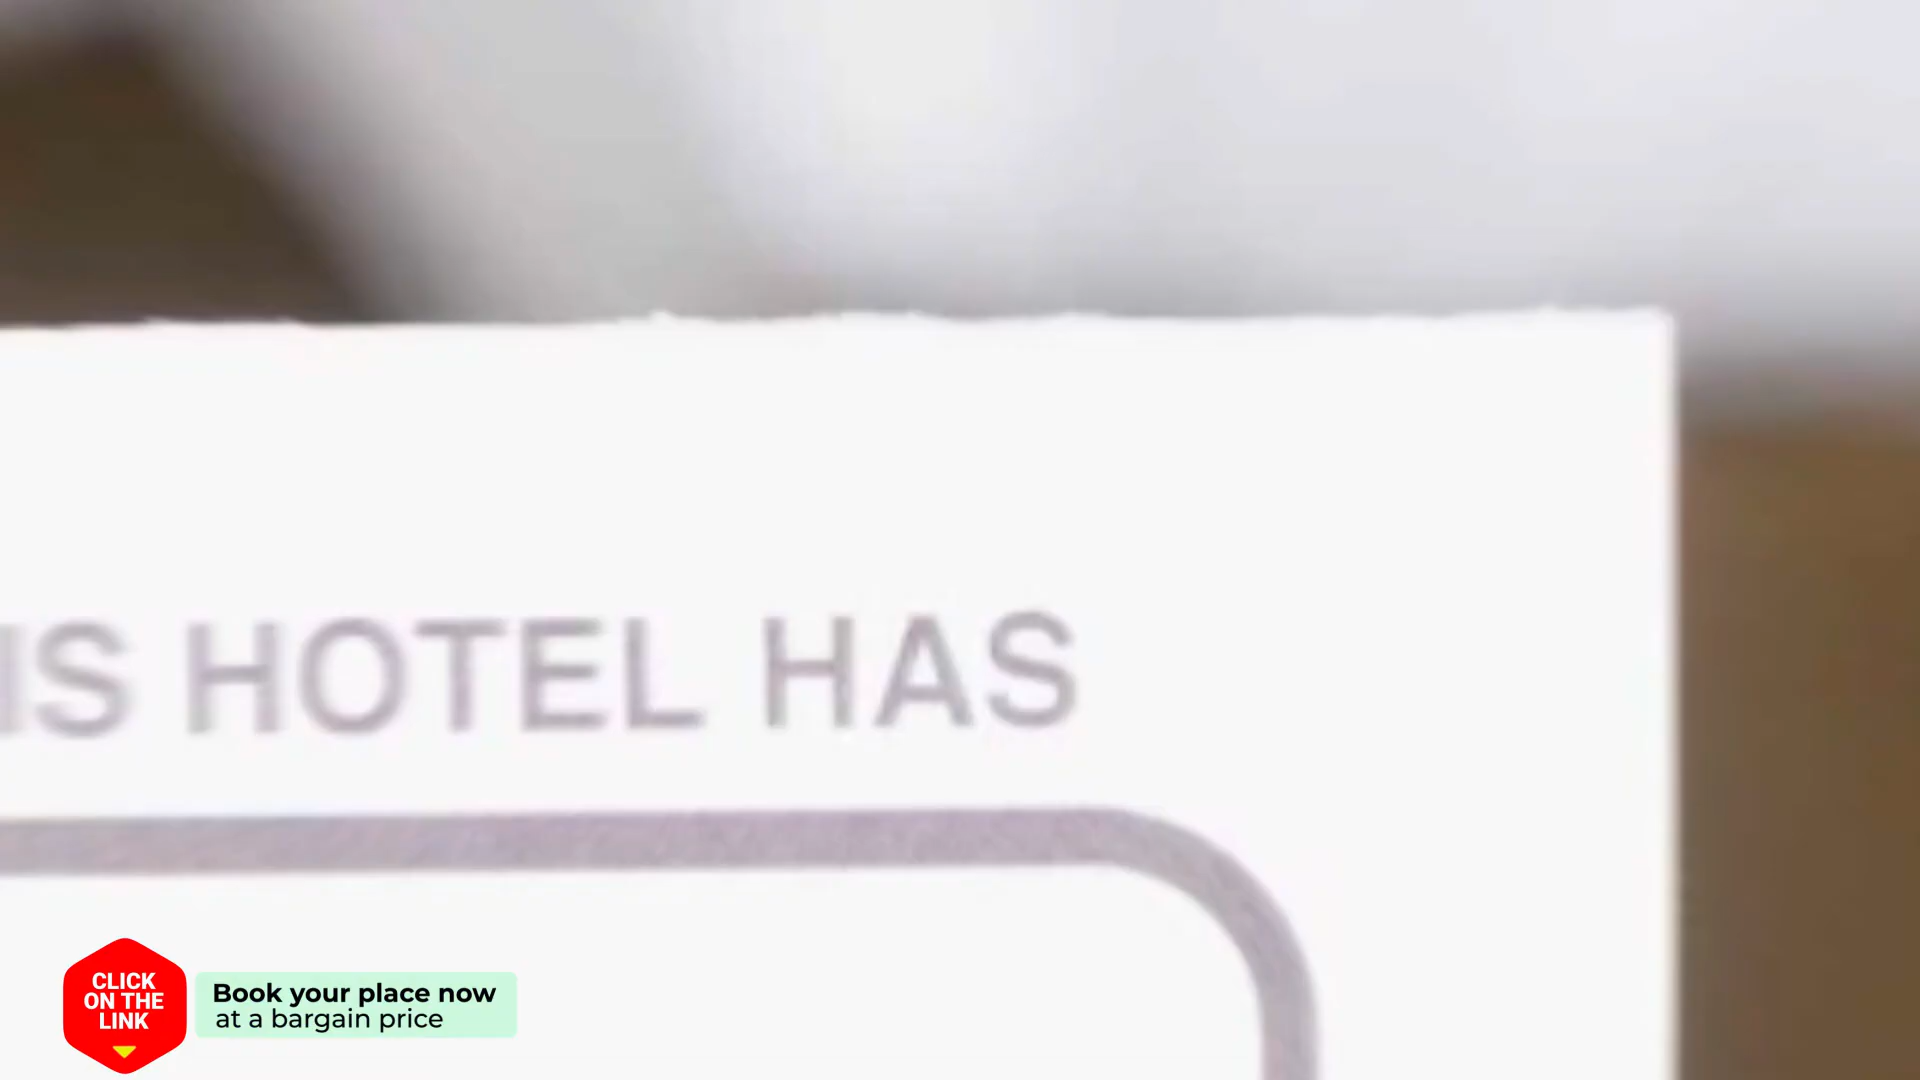 IS HOTEL HAS
CLICK
ON THE
LINK
Book your place now
at a bargain price